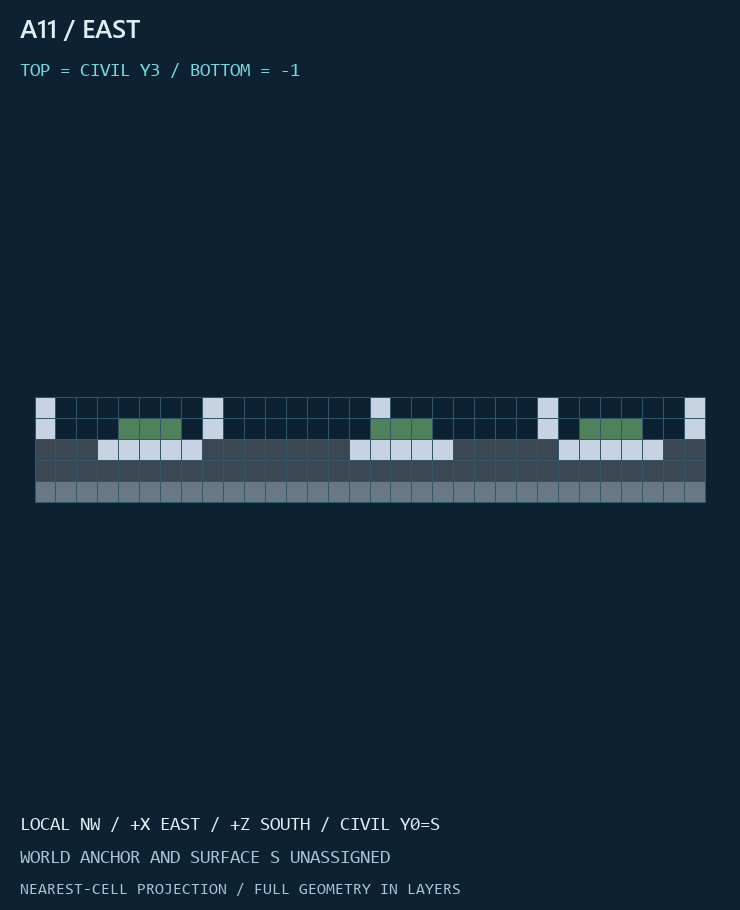 A11 / EAST
TOP = CIVIL Y3 / BOTTOM = -1
LOCAL NW / +X EAST / +Z SOUTH / CIVIL Y0=S
WORLD ANCHOR AND SURFACE S UNASSIGNED
NEAREST-CELL PROJECTION / FULL GEOMETRY IN LAYERS